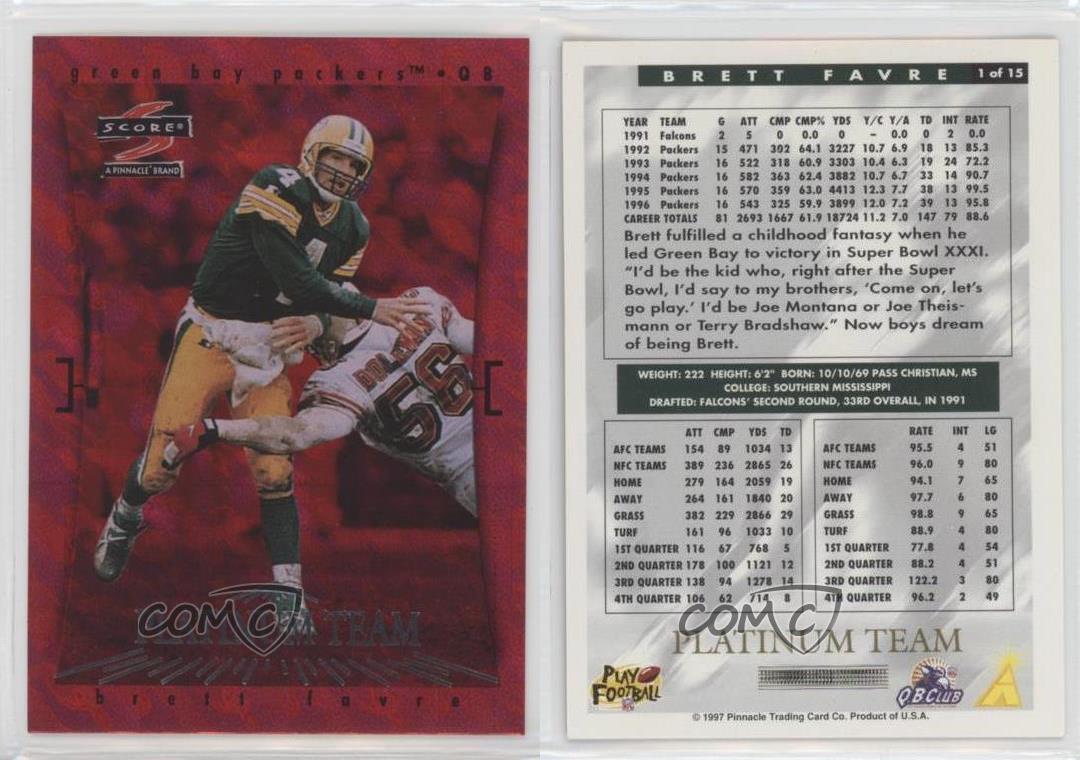 green bay packers™ • QB
SCORE®
A PINNACLE® BRAND
4
4
DOLPHINS
56
PLATINUM TEAM
brett favre
COMC
BRETT FAVRE 1 of 15
YEAR TEAM G ATT CMP CMP% YDS Y/C Y/A TD INT RATE
1991 Falcons 2 5 0 0.0 0 – 0.0 0 2 0.0
1992 Packers 15 471 302 64.1 3227 10.7 6.9 18 13 85.3
1993 Packers 16 522 318 60.9 3303 10.4 6.3 19 24 72.2
1994 Packers 16 582 363 62.4 3882 10.7 6.7 33 14 90.7
1995 Packers 16 570 359 63.0 4413 12.3 7.7 38 13 99.5
1996 Packers 16 543 325 59.9 3899 12.0 7.2 39 13 95.8
CAREER TOTALS 81 2693 1667 61.9 18724 11.2 7.0 147 79 88.6
Brett fulfilled a childhood fantasy when he
led Green Bay to victory in Super Bowl XXXI.
“I’d be the kid who, right after the Super
Bowl, I’d say to my brothers, ‘Come on, let’s
go play.’ I’d be Joe Montana or Joe Theis-
mann or Terry Bradshaw.” Now boys dream
of being Brett.
WEIGHT: 222 HEIGHT: 6'2" BORN: 10/10/69 PASS CHRISTIAN, MS
COLLEGE: SOUTHERN MISSISSIPPI
DRAFTED: FALCONS’ SECOND ROUND, 33RD OVERALL, IN 1991
ATT CMP YDS TD
AFC TEAMS 154 89 1034 13
NFC TEAMS 389 236 2865 26
HOME 279 164 2059 19
AWAY 264 161 1840 20
GRASS 382 229 2866 29
TURF 161 96 1033 10
1ST QUARTER 116 67 768 5
2ND QUARTER 178 100 1121 12
3RD QUARTER 138 94 1278 14
4TH QUARTER 106 62 714 8
RATE INT LG
AFC TEAMS 95.5 4 51
NFC TEAMS 96.0 9 80
HOME 94.1 7 65
AWAY 97.7 6 80
GRASS 98.8 9 65
TURF 88.9 4 80
1ST QUARTER 77.8 4 54
2ND QUARTER 88.2 4 51
3RD QUARTER 122.2 3 80
4TH QUARTER 96.2 2 49
COMC
PLATINUM TEAM
PLAY
FOOTBALL
QB CLUB
© 1997 Pinnacle Trading Card Co. Product of U.S.A.